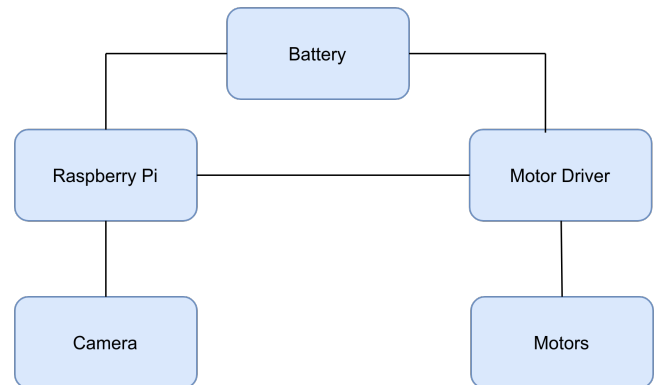 Battery
Raspberry Pi
Motor Driver
Camera
Motors